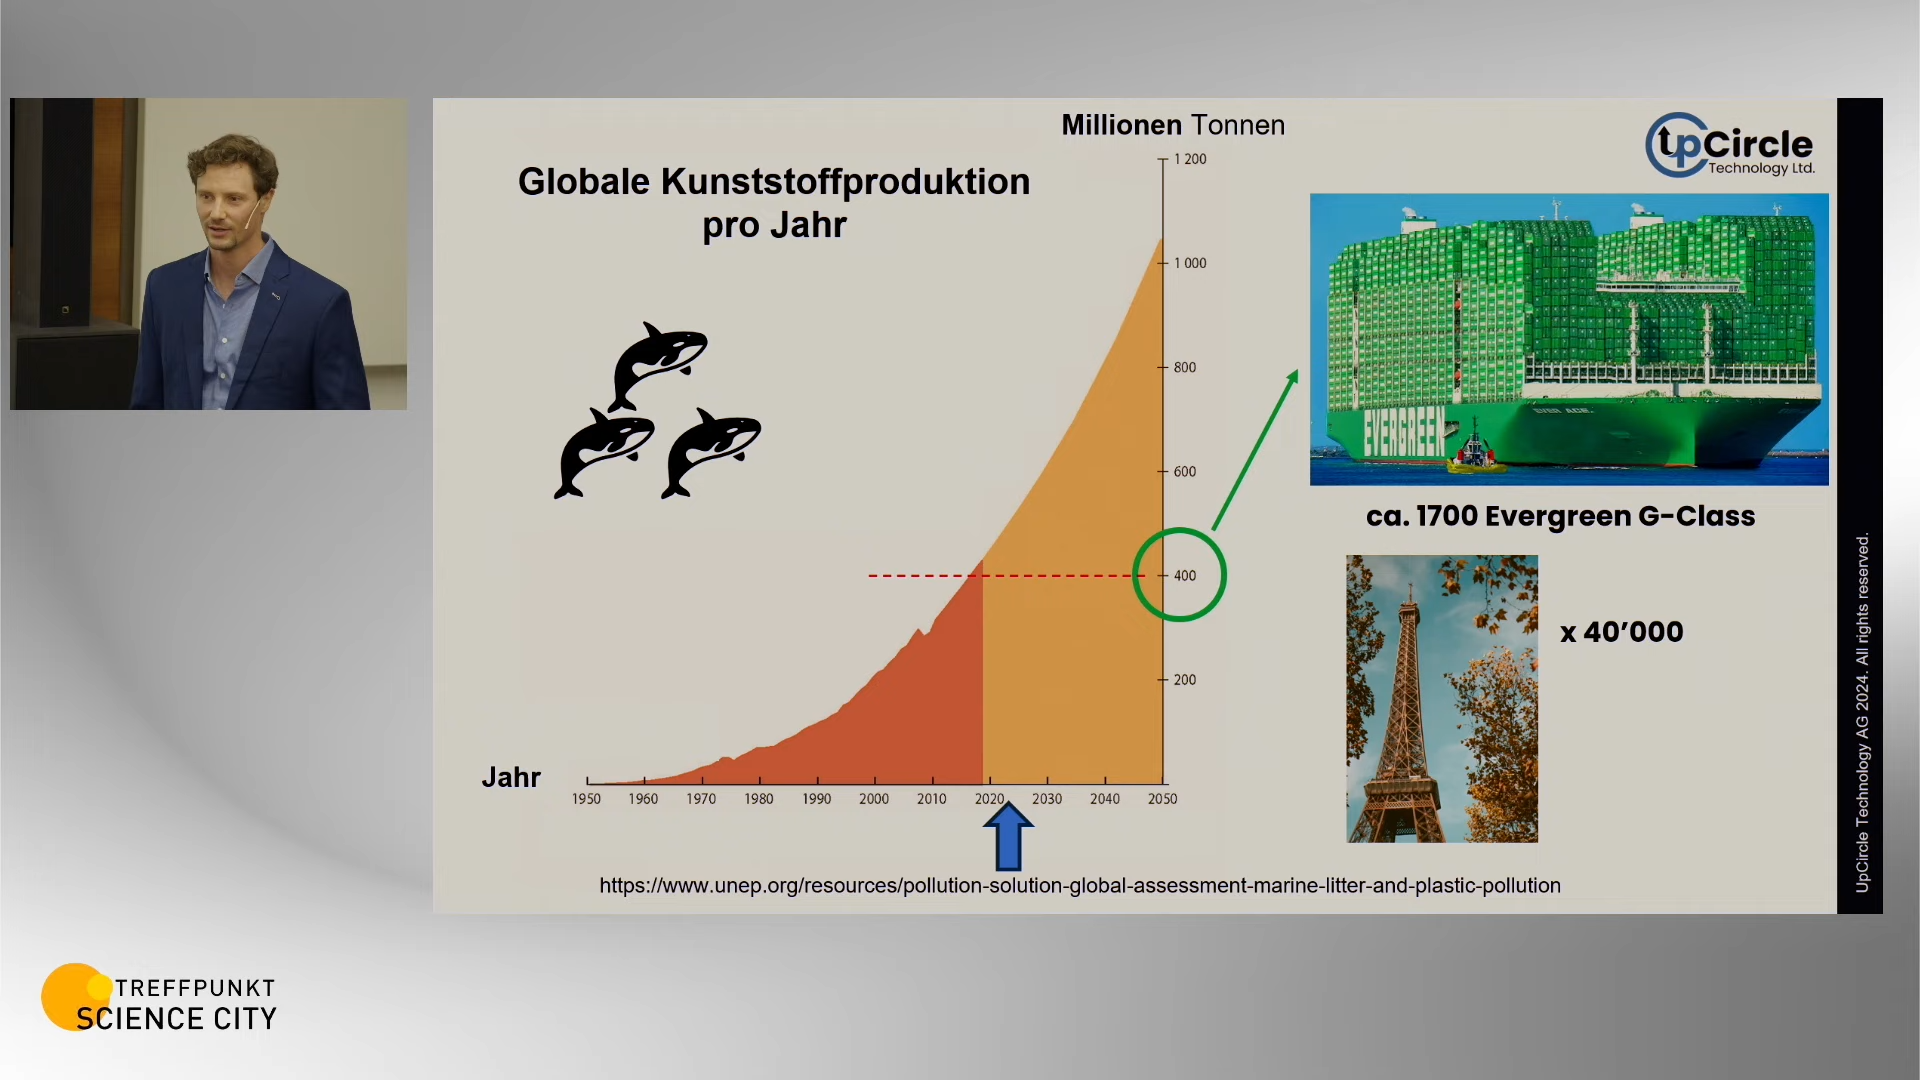 Millionen Tonnen
Globale Kunststoffproduktion
pro Jahr
UpCircle
Technology Ltd.
1 200
1 000
800
600
400
200
EVERGREEN
EVER ACE.
ca. 1700 Evergreen G-Class
x 40’000
Jahr
1950 1960 1970 1980 1990 2000 2010 2020 2030 2040 2050
https://www.unep.org/resources/pollution-solution-global-assessment-marine-litter-and-plastic-pollution
UpCircle Technology AG 2024. All rights reserved.
TREFFPUNKT
SCIENCE CITY